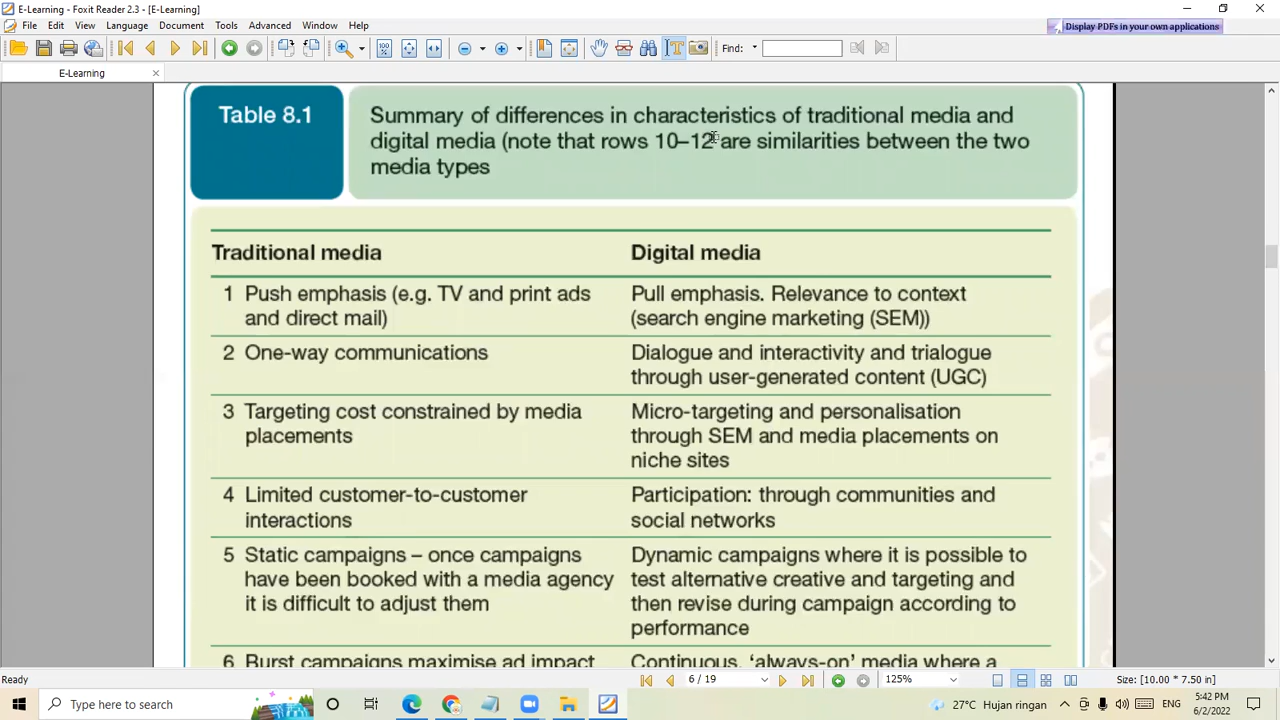 E-Learning - Foxit Reader 2.3 - [E-Learning]
File Edit View Language Document Tools Advanced Window Help
Display PDFs in your own applications
Find:
E-Learning
Table 8.1
Summary of differences in characteristics of traditional media and
digital media (note that rows 10–12 are similarities between the two
media types
Traditional media Digital media
1 Push emphasis (e.g. TV and print ads
and direct mail)
Pull emphasis. Relevance to context
(search engine marketing (SEM))
2 One-way communications
Dialogue and interactivity and trialogue
through user-generated content (UGC)
3 Targeting cost constrained by media
placements
Micro-targeting and personalisation
through SEM and media placements on
niche sites
4 Limited customer-to-customer
interactions
Participation: through communities and
social networks
5 Static campaigns – once campaigns
have been booked with a media agency
it is difficult to adjust them
Dynamic campaigns where it is possible to
test alternative creative and targeting and
then revise during campaign according to
performance
6 Burst campaigns maximise ad impact
Continuous, ‘always-on’ media where a
Ready
6 / 19
125%
Size: [10.00 * 7.50 in]
Type here to search
27°C Hujan ringan
ENG
5:42 PM
6/2/2022